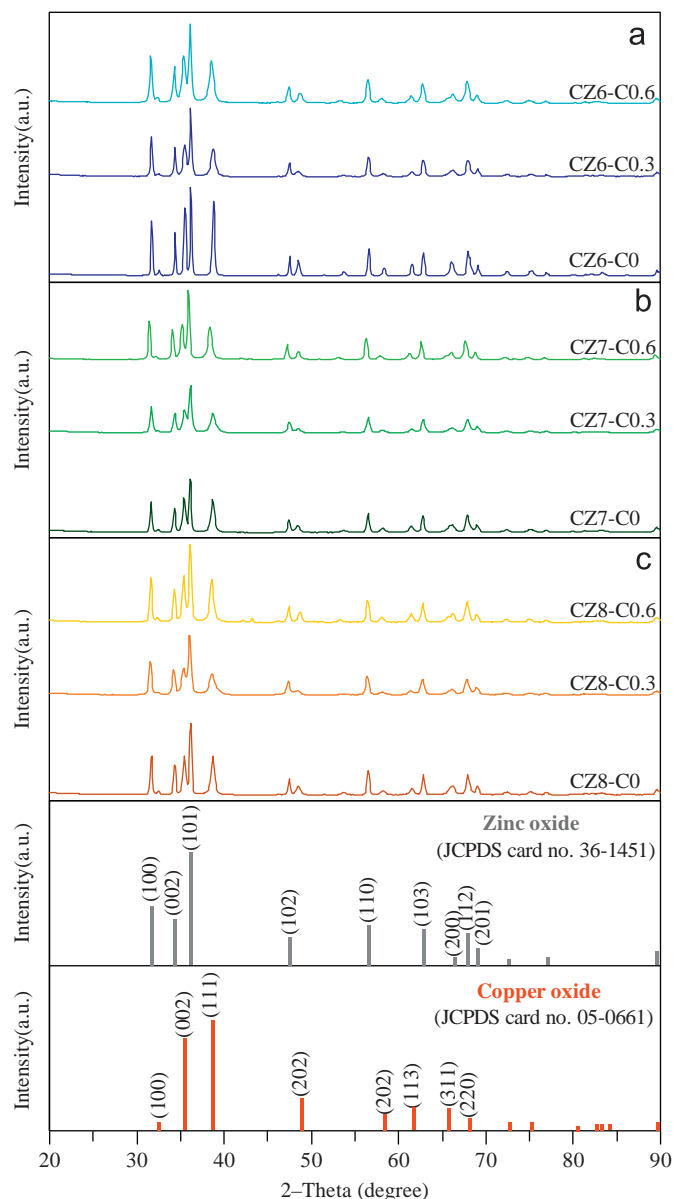 a
CZ6-C0.6
CZ6-C0.3
CZ6-C0
Intensity(a.u.)
b
CZ7-C0.6
CZ7-C0.3
CZ7-C0
Intensity(a.u.)
c
CZ8-C0.6
CZ8-C0.3
CZ8-C0
Intensity(a.u.)
Zinc oxide
(JCPDS card no. 36-1451)
Intensity(a.u.)
(100)
(002)
(101)
(102)
(110)
(103)
(200)
(112)
(201)
Copper oxide
(JCPDS card no. 05-0661)
Intensity(a.u.)
(100)
(002)
(111)
(202)
(202)
(113)
(311)
(220)
20 30 40 50 60 70 80 90
2–Theta (degree)